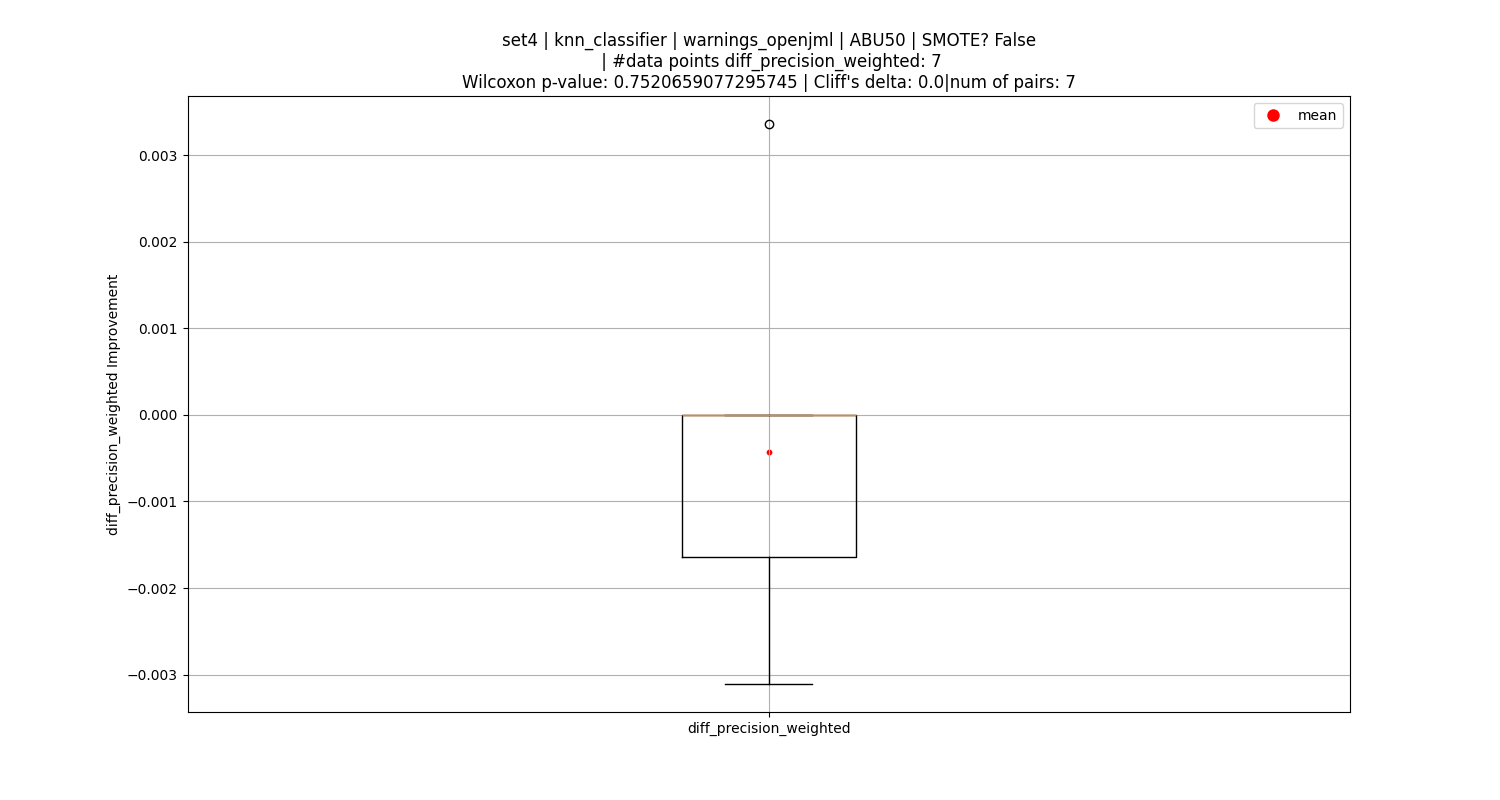 set4 | knn_classifier | warnings_openjml | ABU50 | SMOTE? False
| #data points diff_precision_weighted: 7
Wilcoxon p-value: 0.7520659077295745 | Cliff's delta: 0.0|num of pairs: 7
mean
0.003
0.002
0.001
0.000
−0.001
−0.002
−0.003
diff_precision_weighted Improvement
diff_precision_weighted